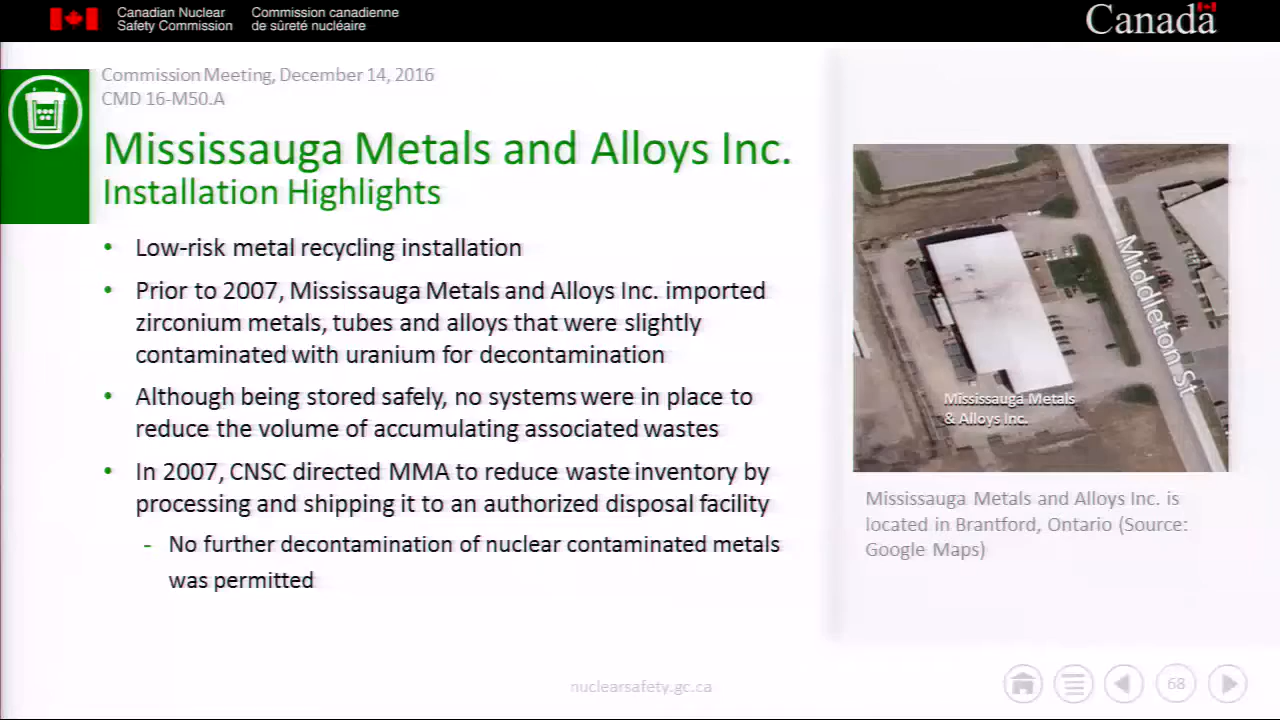 Canadian Nuclear
Safety Commission
Commission canadienne
de sûreté nucléaire
Canada
Commission Meeting, December 14, 2016
CMD 16-M50.A
Mississauga Metals and Alloys Inc.
Installation Highlights
• Low-risk metal recycling installation
• Prior to 2007, Mississauga Metals and Alloys Inc. imported
zirconium metals, tubes and alloys that were slightly
contaminated with uranium for decontamination
• Although being stored safely, no systems were in place to
reduce the volume of accumulating associated wastes
• In 2007, CNSC directed MMA to reduce waste inventory by
processing and shipping it to an authorized disposal facility
- No further decontamination of nuclear contaminated metals
was permitted
Middleton St
Mississauga Metals
& Alloys Inc.
Mississauga Metals and Alloys Inc. is
located in Brantford, Ontario (Source:
Google Maps)
nuclearsafety.gc.ca
68